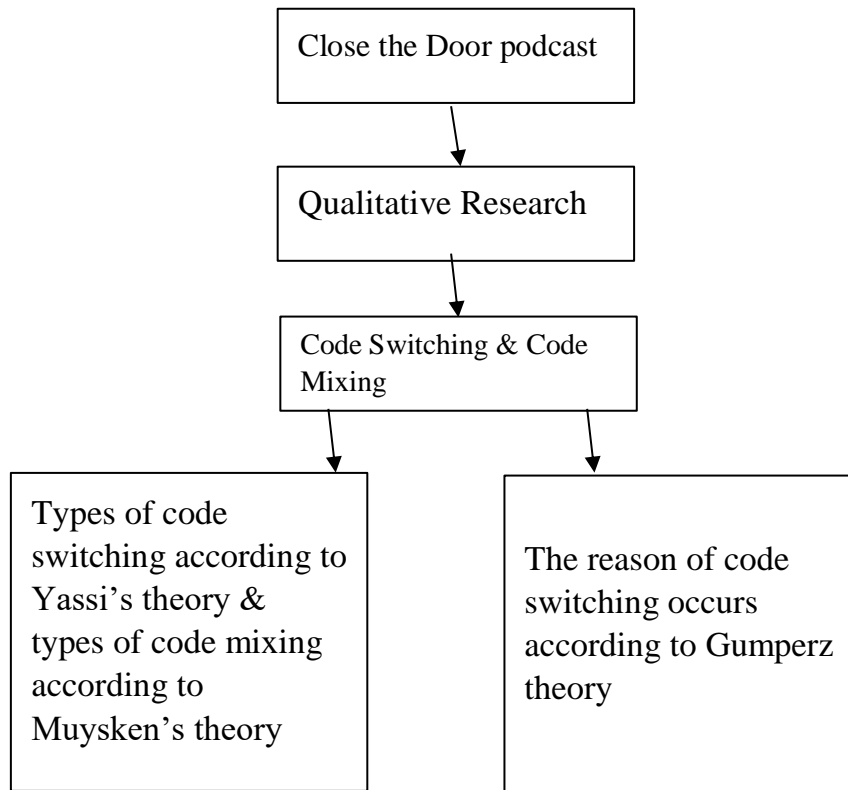 Close the Door podcast
Qualitative Research
Code Switching & Code
Mixing
Types of code
switching according to
Yassi’s theory &
types of code mixing
according to
Muysken’s theory
The reason of code
switching occurs
according to Gumperz
theory